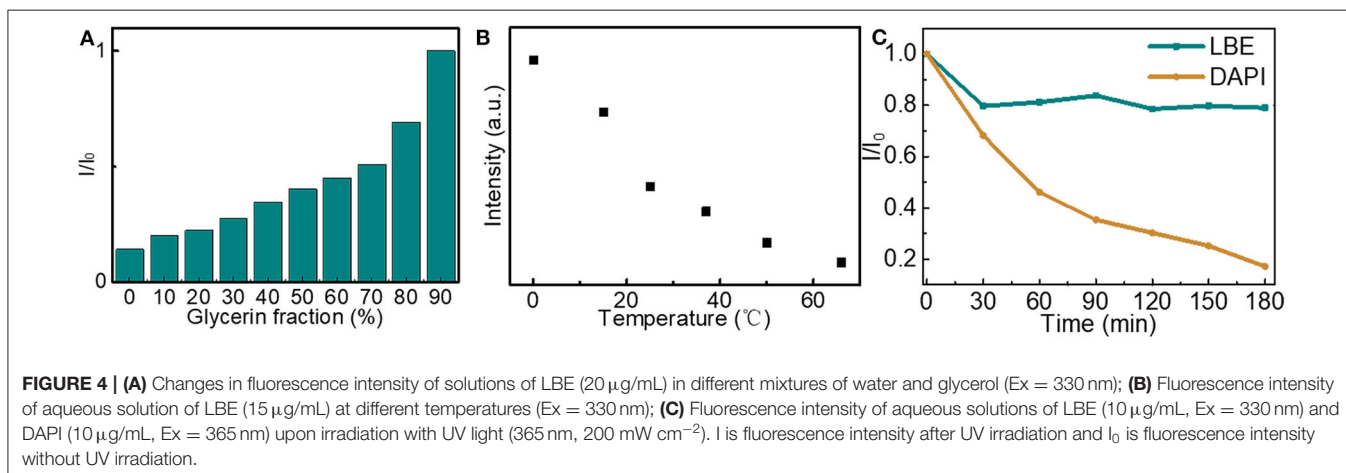 A
I/I₀
1
0
0 10 20 30 40 50 60 70 80 90
Glycerin fraction (%)
B
Intensity (a.u.)
0 20 40 60
Temperature (℃)
C
LBE
DAPI
I/I₀
1.0
0.8
0.6
0.4
0.2
0 30 60 90 120 150 180
Time (min)
FIGURE 4 | (A) Changes in fluorescence intensity of solutions of LBE (20 μg/mL) in different mixtures of water and glycerol (Ex = 330 nm); (B) Fluorescence intensity
of aqueous solution of LBE (15 μg/mL) at different temperatures (Ex = 330 nm); (C) Fluorescence intensity of aqueous solutions of LBE (10 μg/mL, Ex = 330 nm) and
DAPI (10 μg/mL, Ex = 365 nm) upon irradiation with UV light (365 nm, 200 mW cm⁻²). I is fluorescence intensity after UV irradiation and I₀ is fluorescence intensity
without UV irradiation.